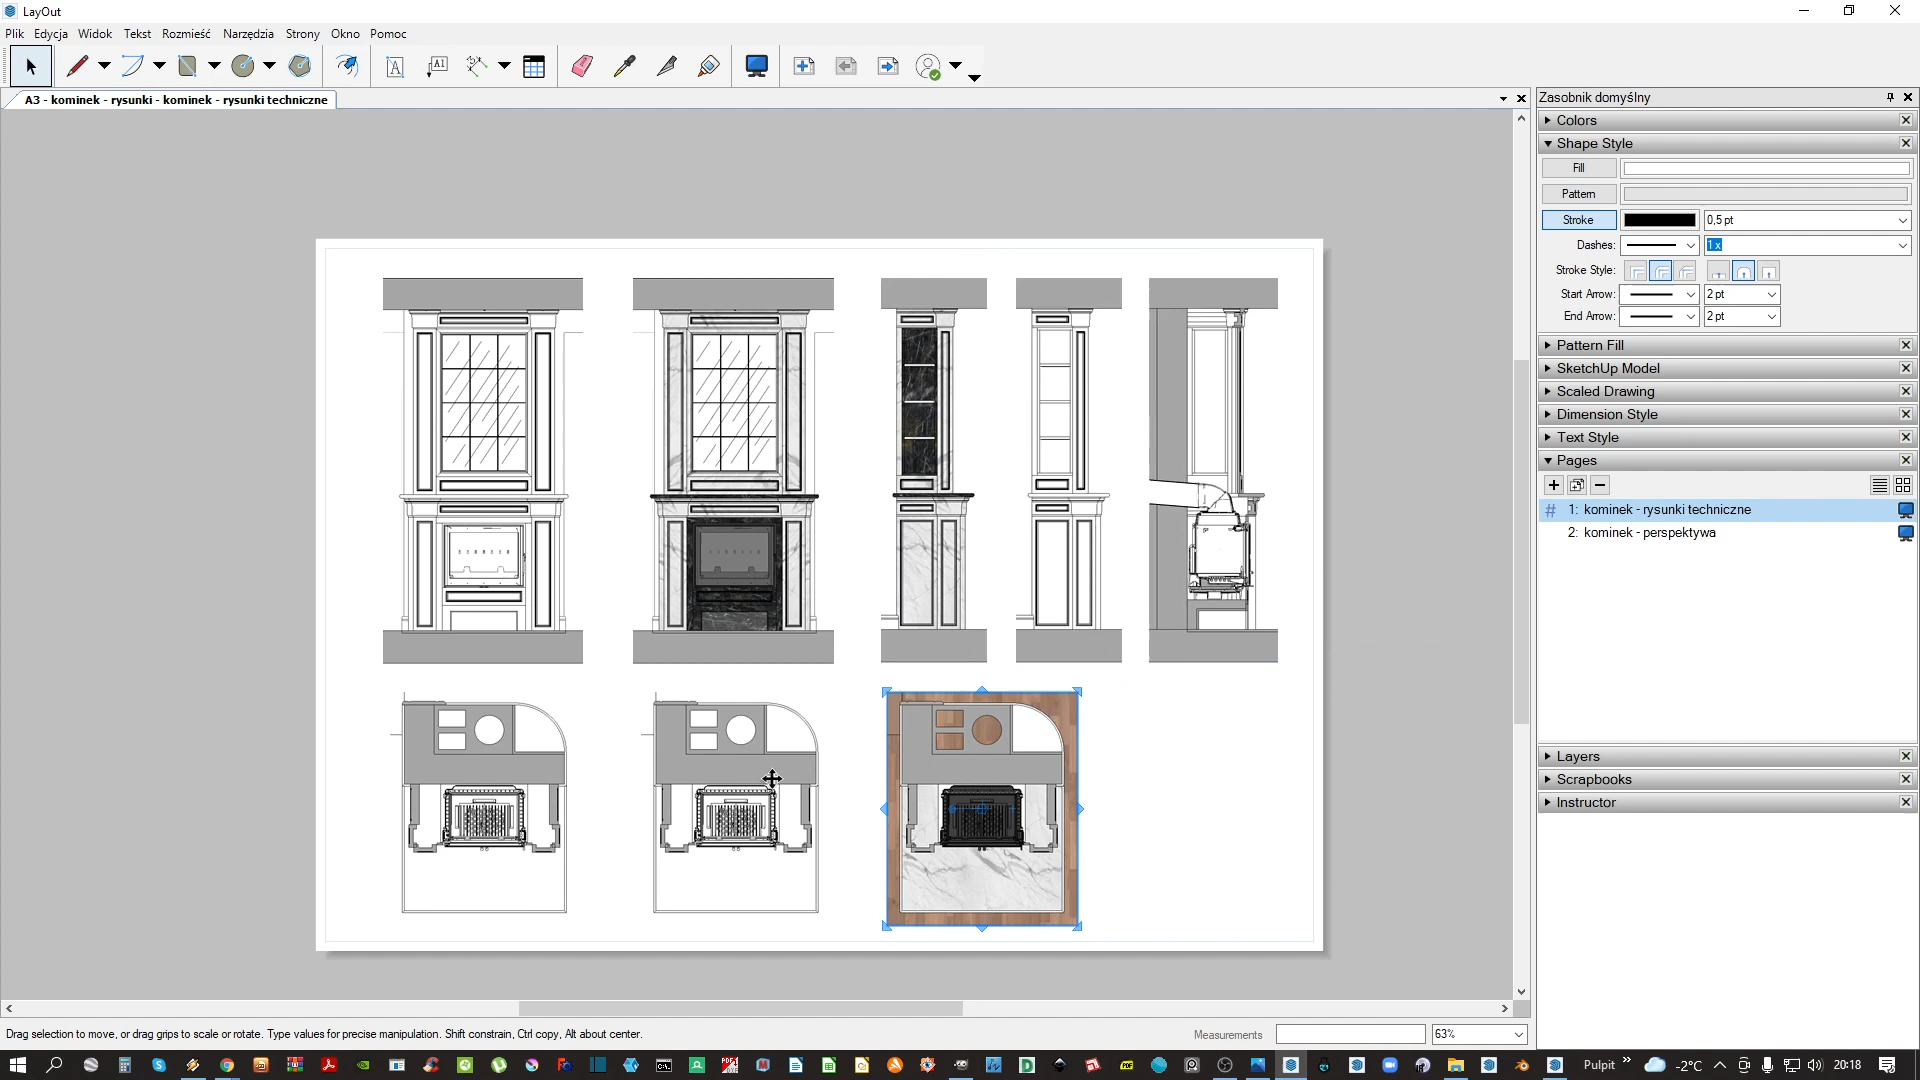 LayOut
Plik Edycja Widok Tekst Rozmieść Narzędzia Strony Okno Pomoc
A3 - kominek - rysunki - kominek - rysunki techniczne
Zasobnik domyślny
Colors
Shape Style
Fill
Pattern
Stroke 0,5 pt
Dashes: 1 x
Stroke Style:
Start Arrow: 2 pt
End Arrow: 2 pt
Pattern Fill
SketchUp Model
Scaled Drawing
Dimension Style
Text Style
Pages
# 1: kominek - rysunki techniczne
2: kominek - perspektywa
Layers
Scrapbooks
Instructor
Drag selection to move, or drag grips to scale or rotate. Type values for precise manipulation. Shift constrain, Ctrl copy, Alt about center.
Measurements 63%
Pulpit » -2°C 20:18